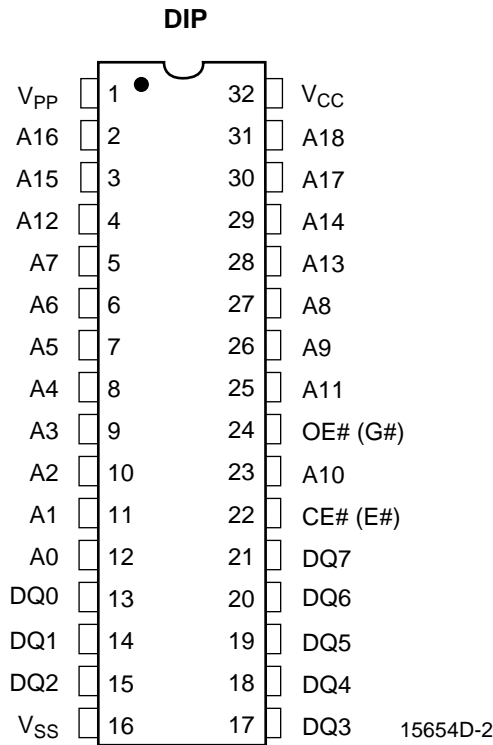 DIP
VPP 1 32 VCC
A16 2 31 A18
A15 3 30 A17
A12 4 29 A14
A7 5 28 A13
A6 6 27 A8
A5 7 26 A9
A4 8 25 A11
A3 9 24 OE# (G#)
A2 10 23 A10
A1 11 22 CE# (E#)
A0 12 21 DQ7
DQ0 13 20 DQ6
DQ1 14 19 DQ5
DQ2 15 18 DQ4
VSS 16 17 DQ3
15654D-2